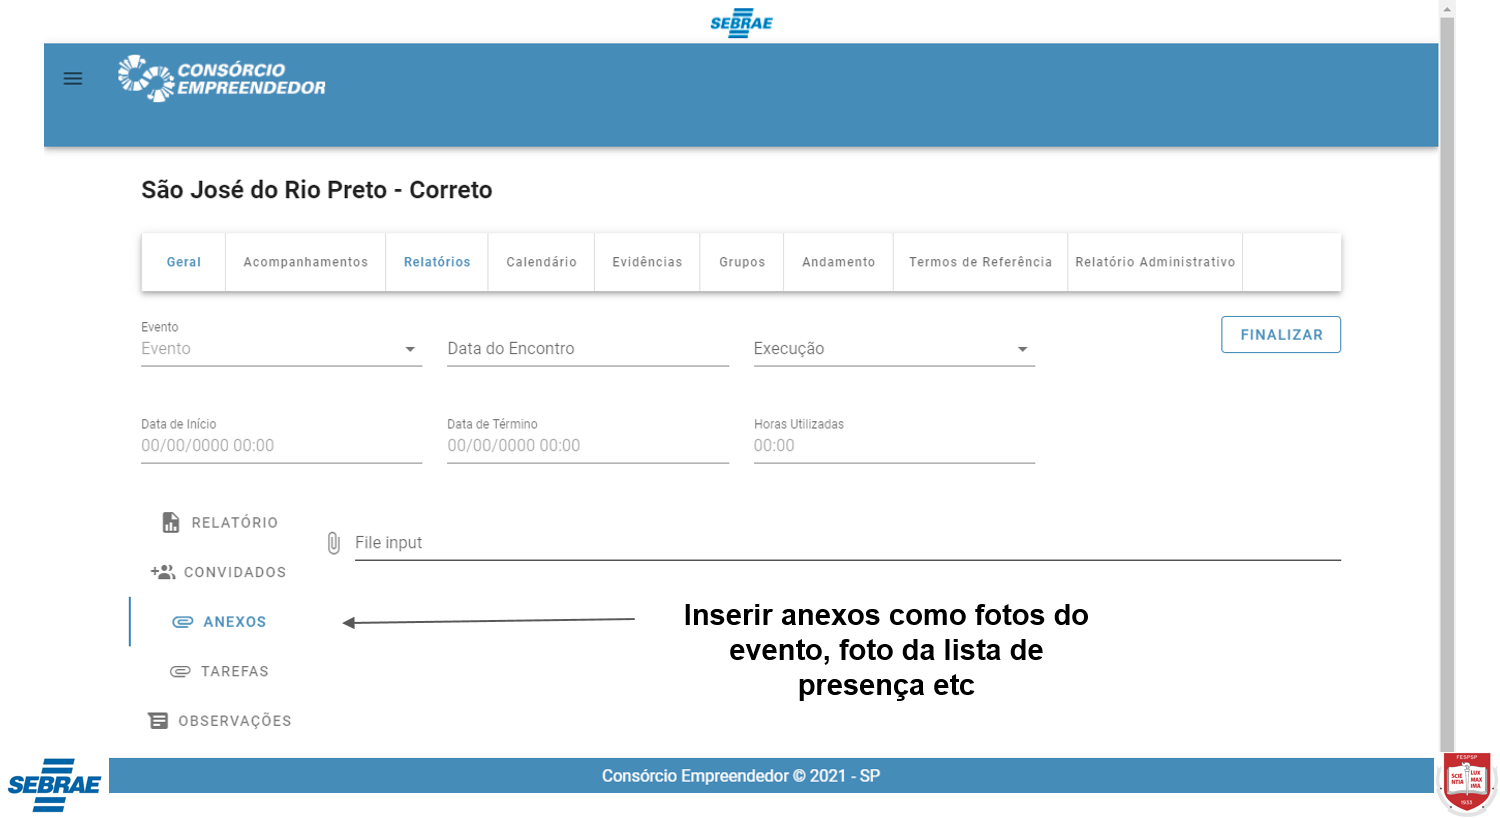 SEBRAE
CONSÓRCIO
EMPREENDEDOR
São José do Rio Preto - Correto
Geral
Acompanhamentos
Relatórios
Calendário
Evidências
Grupos
Andamento
Termos de Referência
Relatório Administrativo
Evento
Evento
Data do Encontro
Execução
FINALIZAR
Data de Início
00/00/0000 00:00
Data de Término
00/00/0000 00:00
Horas Utilizadas
00:00
RELATÓRIO
File input
CONVIDADOS
ANEXOS
TAREFAS
OBSERVAÇÕES
Inserir anexos como fotos do
evento, foto da lista de
presença etc
SEBRAE
Consórcio Empreendedor © 2021 - SP
FESPSP
SCIE
NTIA
LUX
MAX
IMA
1933